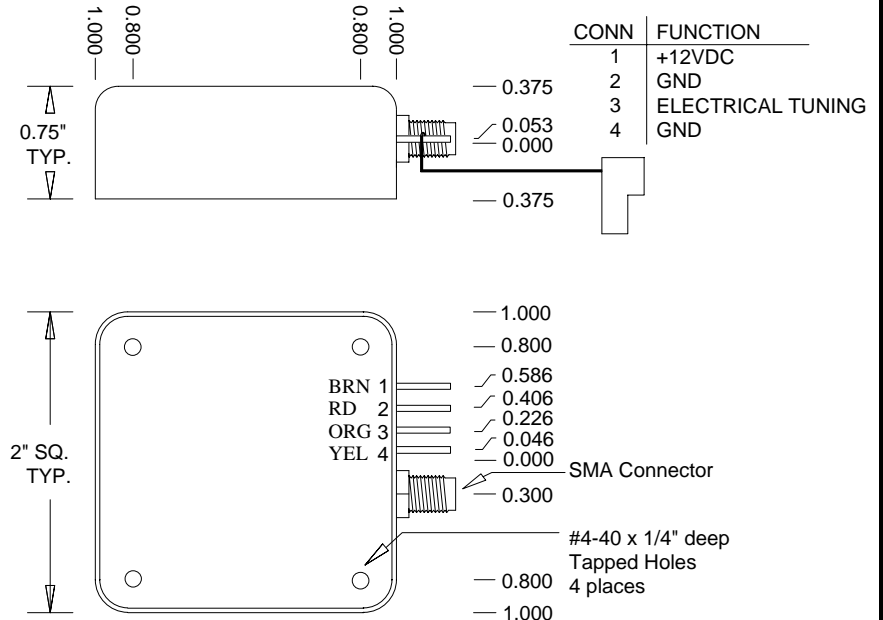 1.000
0.800
0.800
1.000
CONN FUNCTION
1 +12VDC
2 GND
3 ELECTRICAL TUNING
4 GND
0.375
0.053
0.000
0.375
0.75"
TYP.
1.000
0.800
0.586
0.406
0.226
0.046
0.000
0.300
0.800
1.000
BRN 1
RD 2
ORG 3
YEL 4
2" SQ.
TYP.
SMA Connector
#4-40 x 1/4" deep
Tapped Holes
4 places